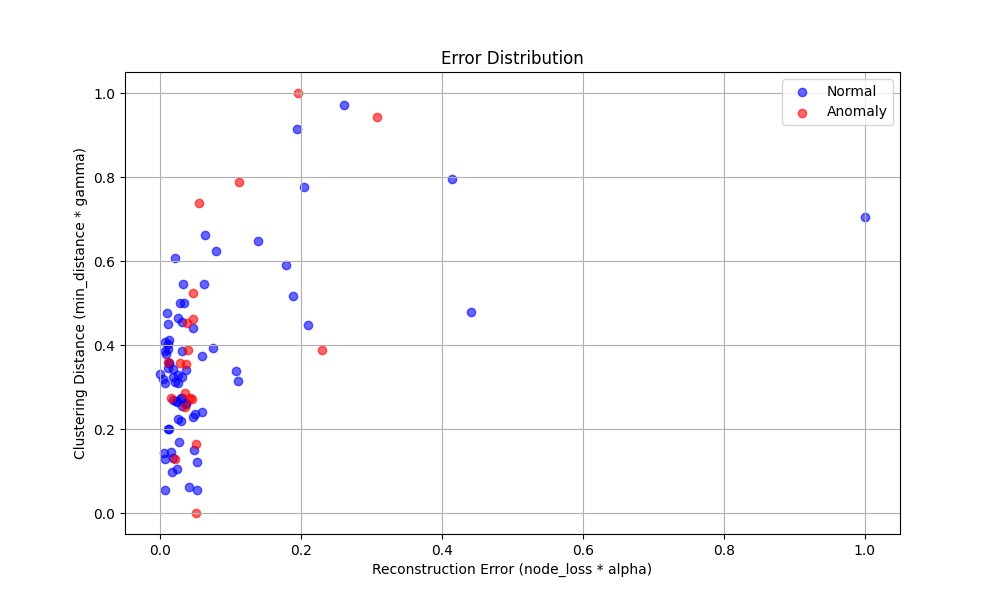 Error Distribution
Normal
Anomaly
Clustering Distance (min_distance * gamma)
1.0
0.8
0.6
0.4
0.2
0.0
0.0 0.2 0.4 0.6 0.8 1.0
Reconstruction Error (node_loss * alpha)